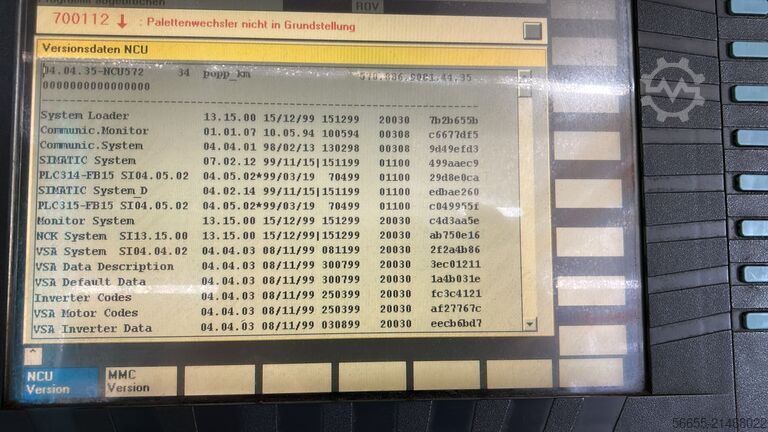 Programm abgebrochen
ROV
700112 ↓ : Palettenwechsler nicht in Grundstellung
Versionsdaten NCU
04.04.35-NCU572 34 popp_km
0000000000000000
System Loader 13.15.00 15/12/99 151299 20030 7b2b655b
Communic.Monitor 01.01.07 10.05.94 100594 00308 c6677df5
Communic.System 04.04.01 98/02/13 130298 00308 9d49efd3
SIMATIC System 07.02.12 99/11/15|151199 01100 499aaec9
PLC314-FB15 SI04.05.02 04.05.02*99/03/19 70499 01100 29d8e0ca
SIMATIC System_D 04.02.14 99/11/15|151199 01100 edbae260
PLC315-FB15 SI04.05.02 04.05.02*99/03/19 70499 01100 c049955f
Monitor System 13.15.00 15/12/99 151299 20030 c4d3aa5e
NCK System SI13.15.00 13.15.00 15/12/99|151299 20030 ab750e16
VSA System SI04.04.02 04.04.03 08/11/99 081199 20030 2f2a4b86
VSA Data Description 04.04.03 08/11/99 300799 20030 3ec01211
VSA Default Data 04.04.03 08/11/99 300799 20030 1a4b031e
Inverter Codes 04.04.03 08/11/99 250399 20030 fc3c4121
VSA Motor Codes 04.04.03 08/11/99 250399 20030 af27767c
VSA Inverter Data 04.04.03 08/11/99 030899 20030 eecb6bd7
^
NCU
Version
MMC
Version
56655-21488022